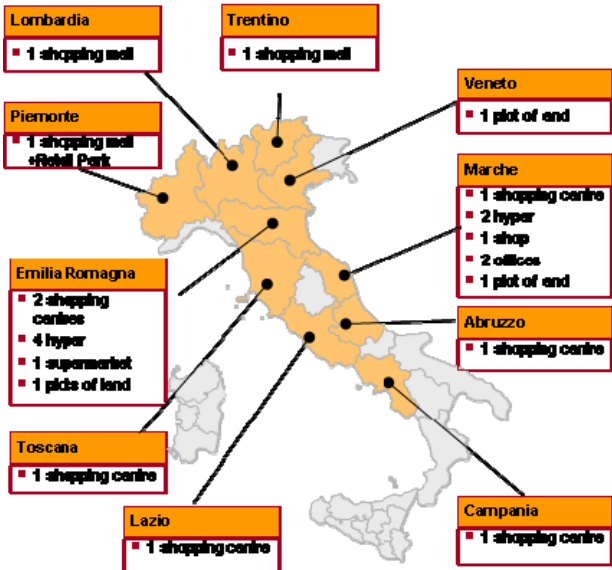 Lombardia
1 shopping mall
Trentino
1 shopping mall
Veneto
1 plot of end
Piemonte
1 shopping mall
+Retail Park
Marche
1 shopping centre
2 hyper
1 shop
2 offices
1 plot of end
Emilia Romagna
2 shopping
centres
4 hyper
1 supermarket
1 plots of land
Abruzzo
1 shopping centre
Toscana
1 shopping centre
Lazio
1 shopping centre
Campania
1 shopping centre